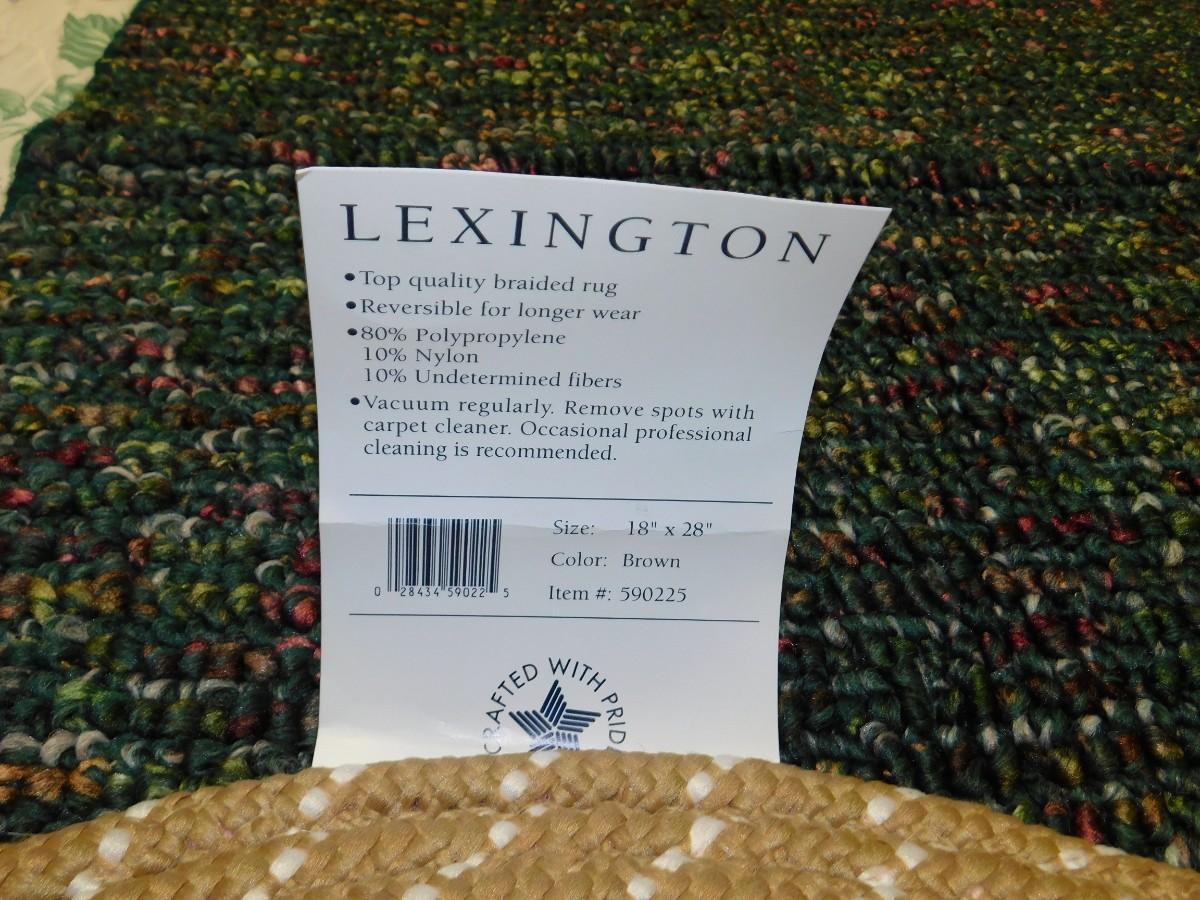 LEXINGTON
•Top quality braided rug
•Reversible for longer wear
•80% Polypropylene
10% Nylon
10% Undetermined fibers
•Vacuum regularly. Remove spots with
carpet cleaner. Occasional professional
cleaning is recommended.
Size: 18" x 28"
Color: Brown
Item #: 590225
0 28434 59022 5
CRAFTED WITH PRID